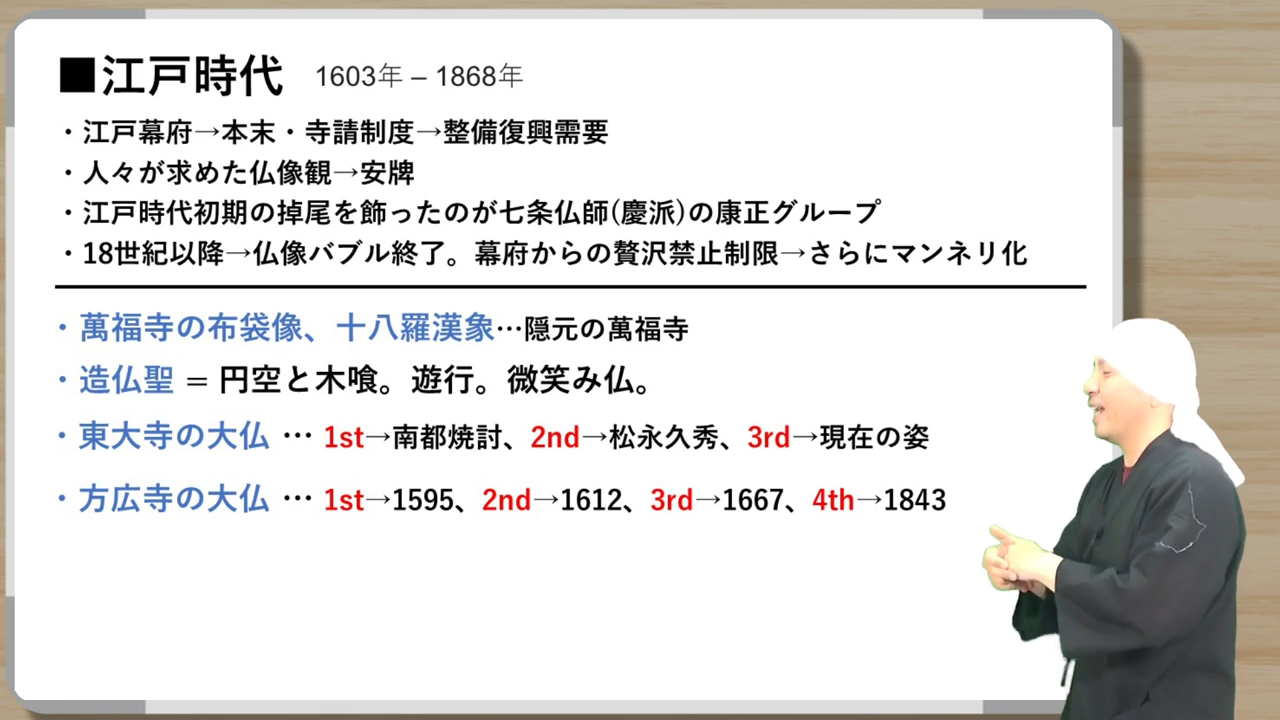 ■江戸時代 1603年 – 1868年
・江戸幕府→本末・寺請制度→整備復興需要
・人々が求めた仏像観→安牌
・江戸時代初期の掉尾を飾ったのが七条仏師(慶派)の康正グループ
・18世紀以降→仏像バブル終了。幕府からの贅沢禁止制限→さらにマンネリ化
・萬福寺の布袋像、十八羅漢象…隠元の萬福寺
・造仏聖 = 円空と木喰。遊行。微笑み仏。
・東大寺の大仏 … 1st→南都焼討、2nd→松永久秀、3rd→現在の姿
・方広寺の大仏 … 1st→1595、2nd→1612、3rd→1667、4th→1843